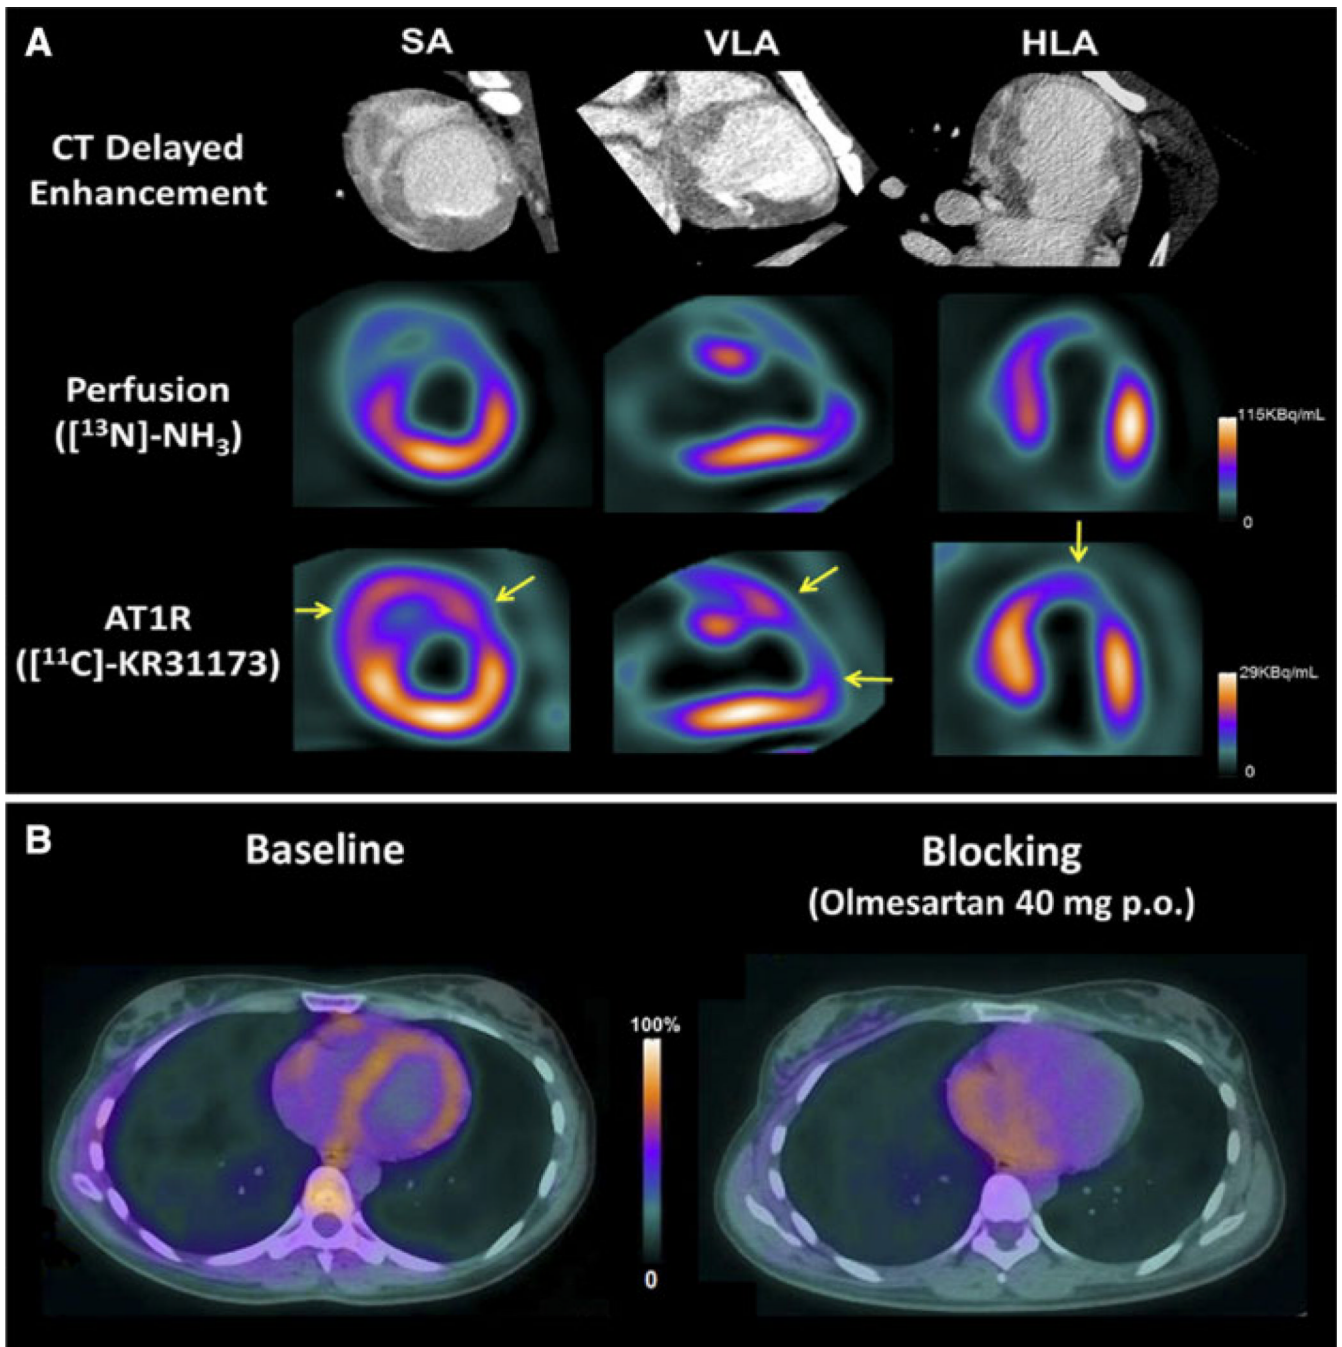 A
SA VLA HLA
CT Delayed
Enhancement
Perfusion
([¹³N]-NH₃)
115KBq/mL
0
AT1R
([¹¹C]-KR31173)
29KBq/mL
0
B
Baseline
Blocking
(Olmesartan 40 mg p.o.)
100%
0